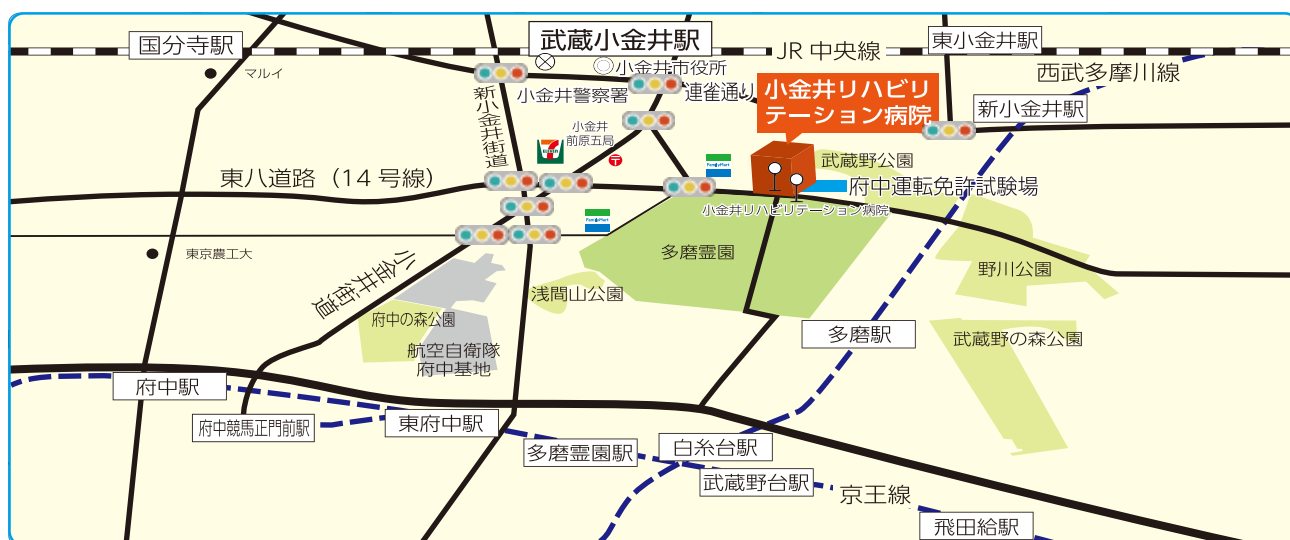 国分寺駅
武蔵小金井駅
JR 中央線
東小金井駅
マルイ
小金井市役所
西武多摩川線
新小金井街道
小金井警察署
連雀通り
小金井リハビリ
テーション病院
新小金井駅
小金井
前原五局
〒
ELEVEN
FamilyMart
武蔵野公園
東八道路(14号線)
府中運転免許試験場
小金井リハビリテーション病院
FamilyMart
東京農工大
小金井街道
多磨霊園
野川公園
浅間山公園
府中の森公園
航空自衛隊
府中基地
多磨駅
武蔵野の森公園
府中駅
府中競馬正門前駅
東府中駅
多磨霊園駅
白糸台駅
武蔵野台駅
京王線
飛田給駅